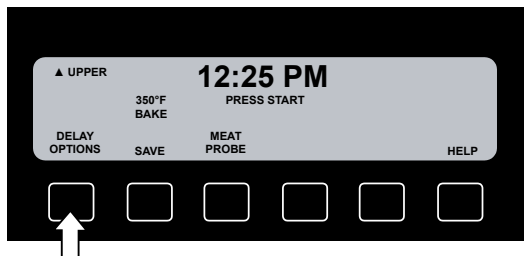 ▲ UPPER
12:25 PM
350°F
BAKE
PRESS START
DELAY
OPTIONS
SAVE
MEAT
PROBE
HELP